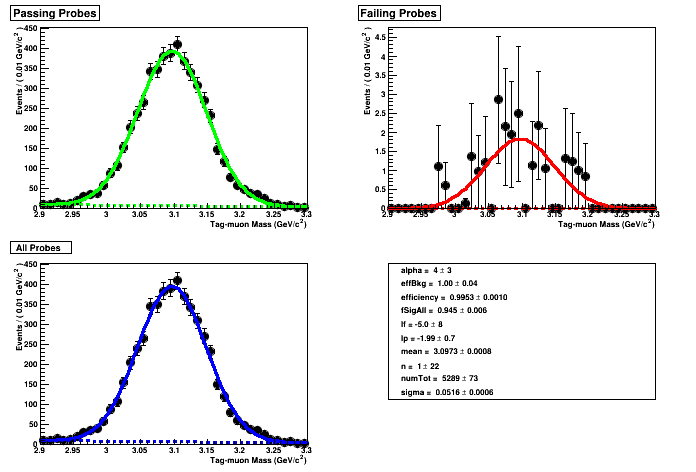 Passing Probes
Events / ( 0.01 GeV/c² )
450
400
350
300
250
200
150
100
50
0
2.9 2.95 3 3.05 3.1 3.15 3.2 3.25 3.3
Tag-muon Mass (GeV/c²)
Failing Probes
Events / ( 0.01 GeV/c² )
4.5
4
3.5
3
2.5
2
1.5
1
0.5
0
2.9 2.95 3 3.05 3.1 3.15 3.2 3.25 3.3
Tag-muon Mass (GeV/c²)
All Probes
Events / ( 0.01 GeV/c² )
450
400
350
300
250
200
150
100
50
0
2.9 2.95 3 3.05 3.1 3.15 3.2 3.25 3.3
Tag-muon Mass (GeV/c²)
alpha = 4 ± 3
effBkg = 1.00 ± 0.04
efficiency = 0.9953 ± 0.0010
fSigAll = 0.945 ± 0.006
lf = -5.0 ± 8
lp = -1.99 ± 0.7
mean = 3.0973 ± 0.0008
n = 1 ± 22
numTot = 5289 ± 73
sigma = 0.0516 ± 0.0006